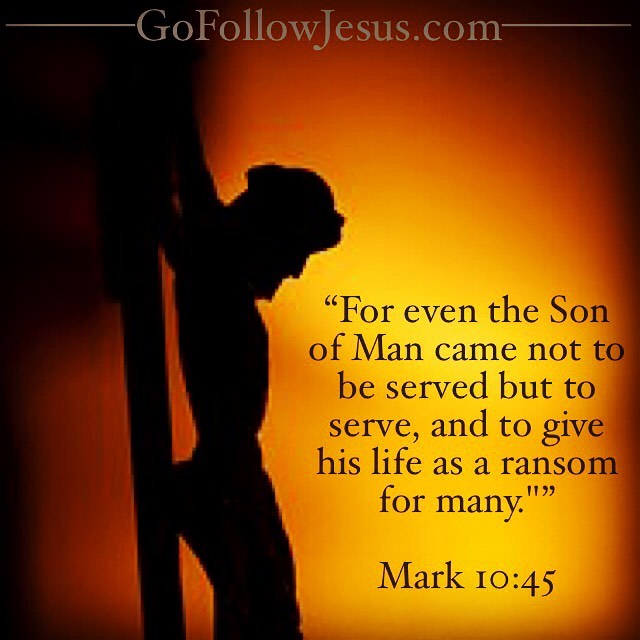 GoFollowJesus.com
“For even the Son
of Man came not to
be served but to
serve, and to give
his life as a ransom
for many."”
Mark 10:45